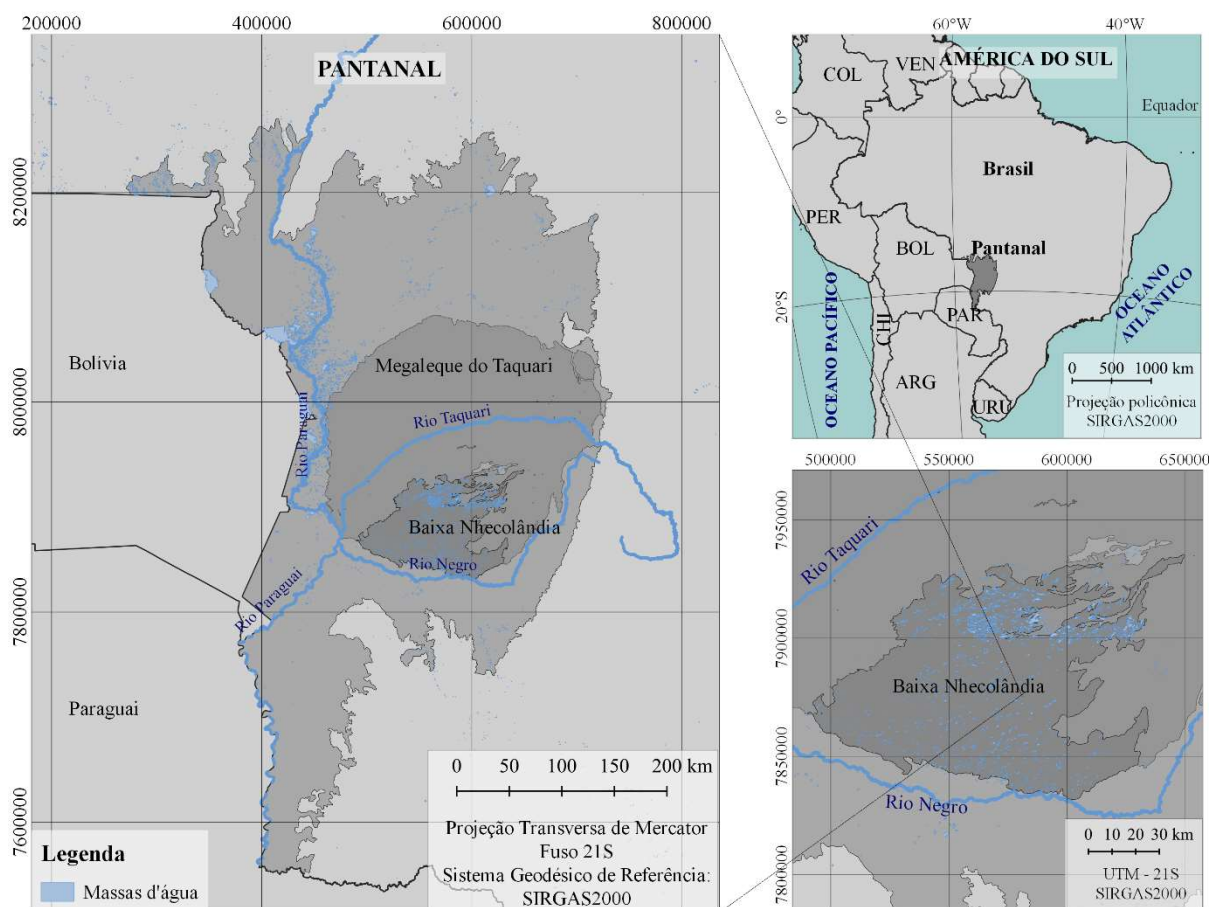 200000
400000
600000
800000
PANTANAL
8200000
8000000
7800000
7600000
Bolívia
Megaleque do Taquari
Rio Taquari
Rio Paraguai
Baixa Nhecolândia
Rio Negro
Rio Paraguai
Paraguai
0 50 100 150 200 km
Projeção Transversa de Mercator
Fuso 21S
Sistema Geodésico de Referência:
SIRGAS2000
Legenda
Massas d'água
60°W
40°W
AMÉRICA DO SUL
VEN
COL
Equador
0°
Brasil
PER
BOL
Pantanal
20°S
OCEANO PACÍFICO
CHI
PAR
OCEANO
ATLÂNTICO
ARG
URU
0 500 1000 km
Projeção policônica
SIRGAS2000
500000
550000
600000
650000
7950000
7900000
7850000
7800000
Rio Taquari
Baixa Nhecolândia
Rio Negro
0 10 20 30 km
UTM - 21S
SIRGAS2000